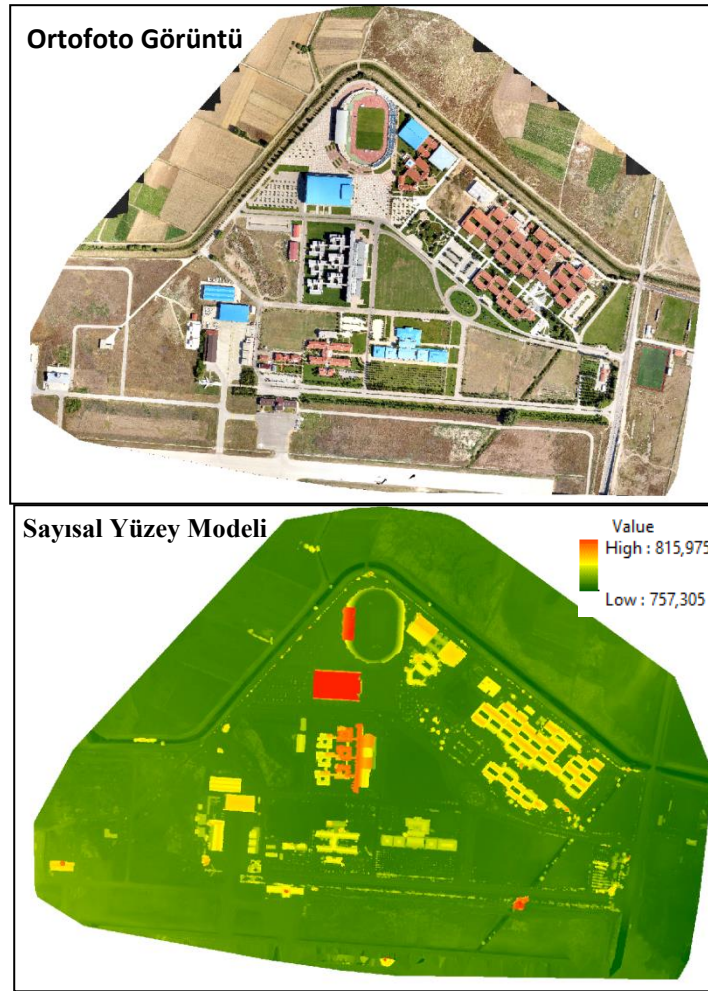 Ortofoto Görüntü
Sayısal Yüzey Modeli
Value
High : 815,975
Low : 757,305